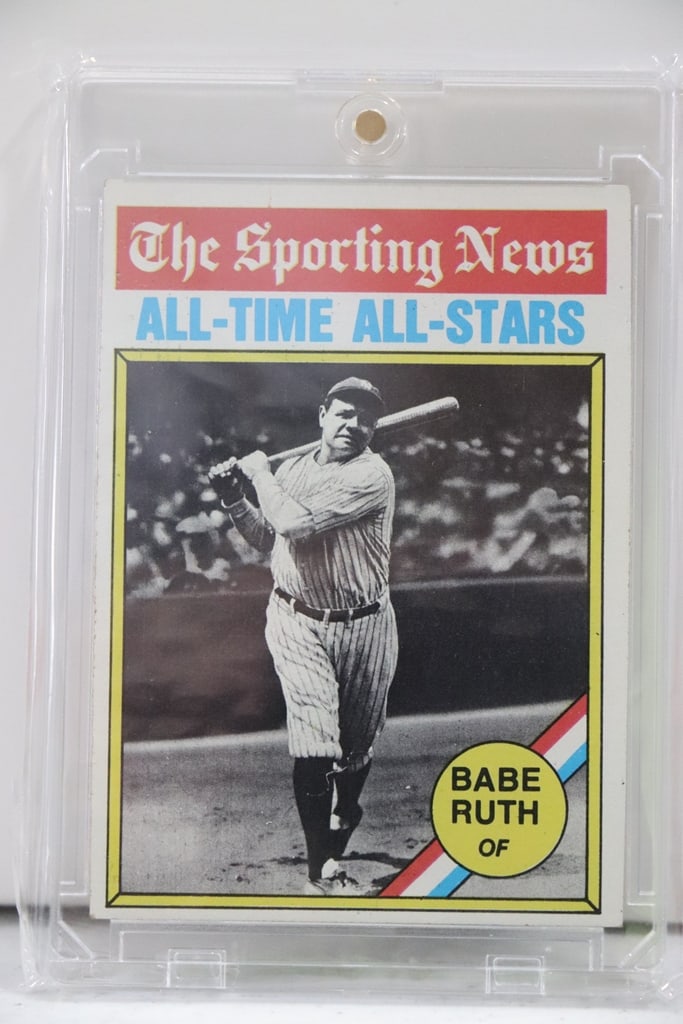 The Sporting News
ALL-TIME ALL-STARS
BABE
RUTH
OF